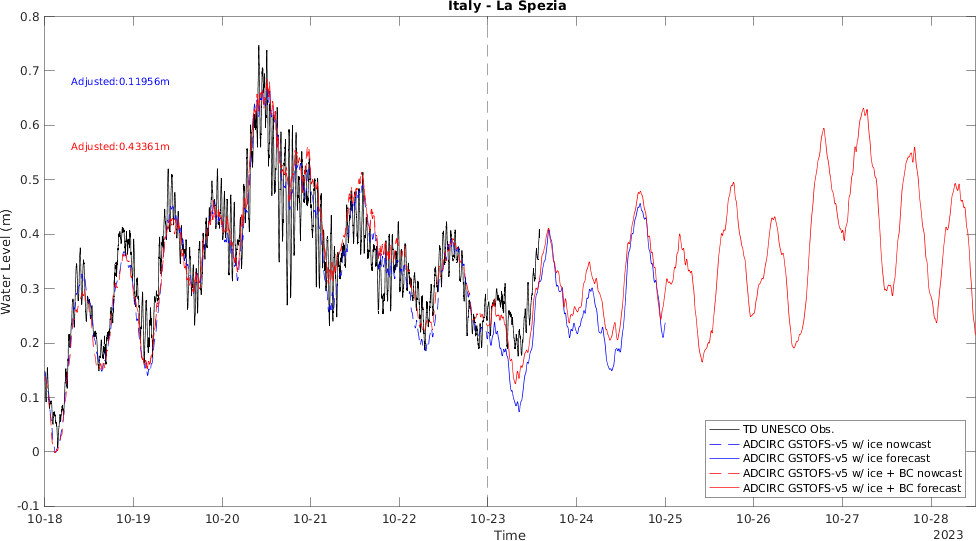 Italy - La Spezia
Adjusted:0.11956m
Adjusted:0.43361m
Water Level (m)
0.8
0.7
0.6
0.5
0.4
0.3
0.2
0.1
0
-0.1
TD UNESCO Obs.
ADCIRC GSTOFS-v5 w/ ice nowcast
ADCIRC GSTOFS-v5 w/ ice forecast
ADCIRC GSTOFS-v5 w/ ice + BC nowcast
ADCIRC GSTOFS-v5 w/ ice + BC forecast
10-18 10-19 10-20 10-21 10-22 10-23 10-24 10-25 10-26 10-27 10-28
Time
2023